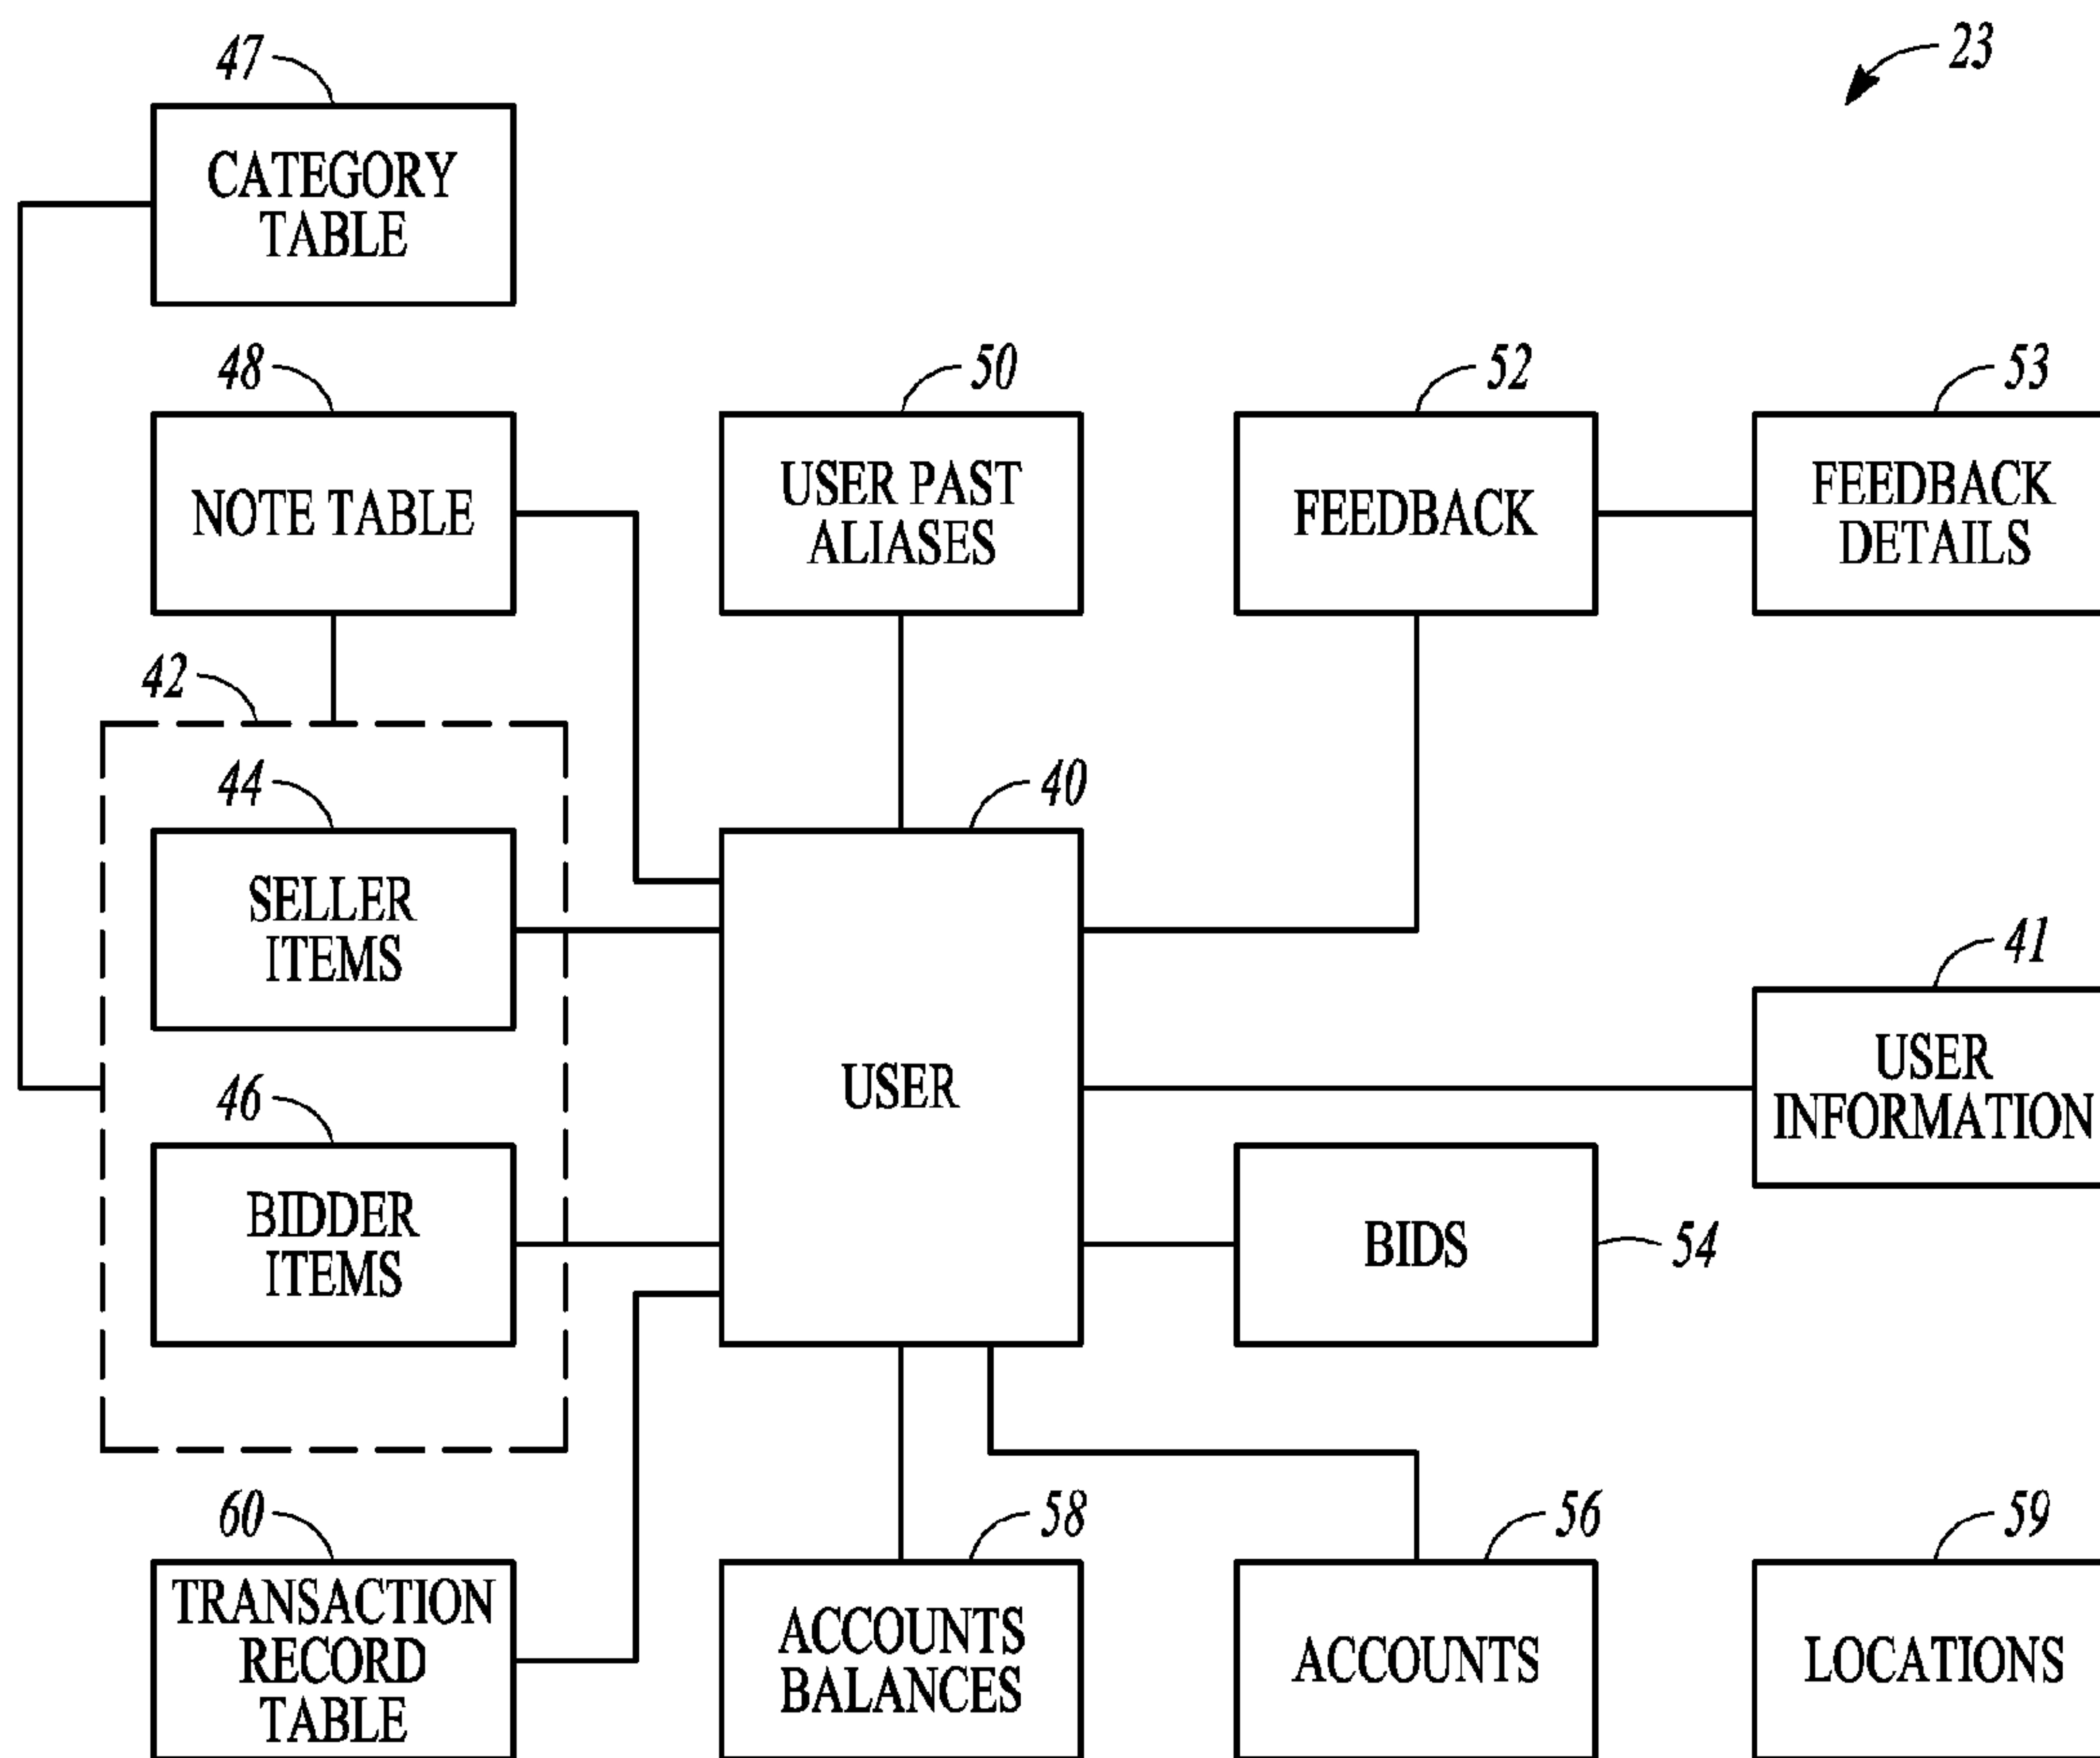 23
47
CATEGORY
TABLE
48
NOTE TABLE
50
USER PAST
ALIASES
52
FEEDBACK
53
FEEDBACK
DETAILS
42
44
SELLER
ITEMS
40
USER
41
USER
INFORMATION
46
BIDDER
ITEMS
BIDS
54
60
TRANSACTION
RECORD
TABLE
58
ACCOUNTS
BALANCES
56
ACCOUNTS
59
LOCATIONS